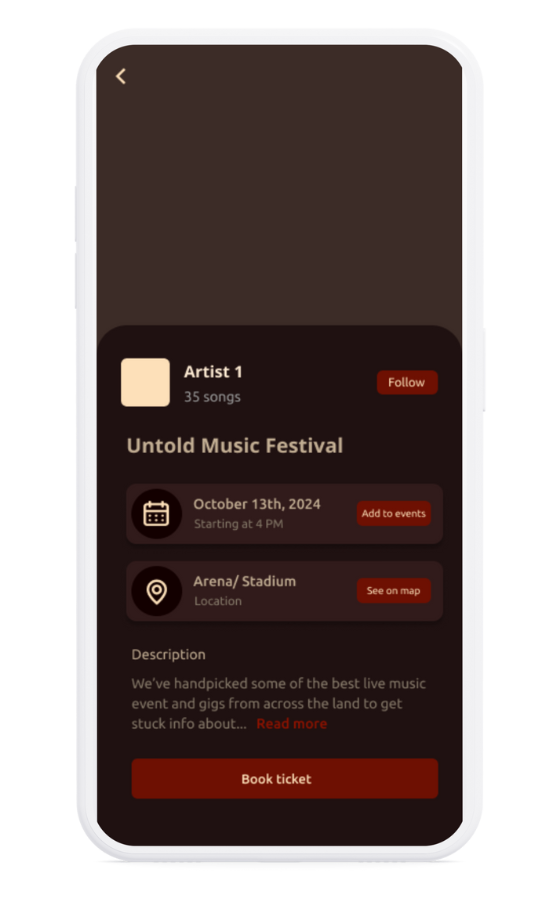 Artist 1
35 songs
Follow
Untold Music Festival
October 13th, 2024
Starting at 4 PM
Add to events
Arena/ Stadium
Location
See on map
Description
We've handpicked some of the best live music
event and gigs from across the land to get
stuck info about... Read more
Book ticket